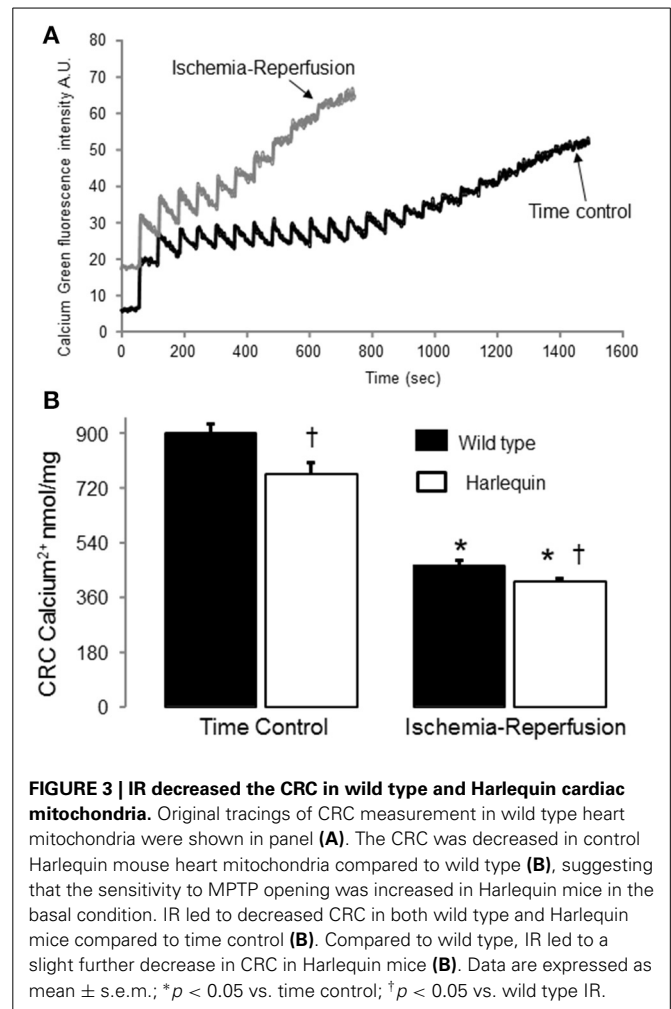 A
80
70
60
50
40
30
20
10
0
Calcium Green fluorescence intensity A.U.
Ischemia-Reperfusion
Time control
0 200 400 600 800 1000 1200 1400 1600
Time (sec)
B
900
720
540
360
180
0
CRC Calcium²⁺ nmol/mg
†
Wild type
Harlequin
*
* †
Time Control Ischemia-Reperfusion
FIGURE 3 | IR decreased the CRC in wild type and Harlequin cardiac
mitochondria. Original tracings of CRC measurement in wild type heart
mitochondria were shown in panel (A). The CRC was decreased in control
Harlequin mouse heart mitochondria compared to wild type (B), suggesting
that the sensitivity to MPTP opening was increased in Harlequin mice in the
basal condition. IR led to decreased CRC in both wild type and Harlequin
mice compared to time control (B). Compared to wild type, IR led to a
slight further decrease in CRC in Harlequin mice (B). Data are expressed as
mean ± s.e.m.; *p < 0.05 vs. time control; †p < 0.05 vs. wild type IR.